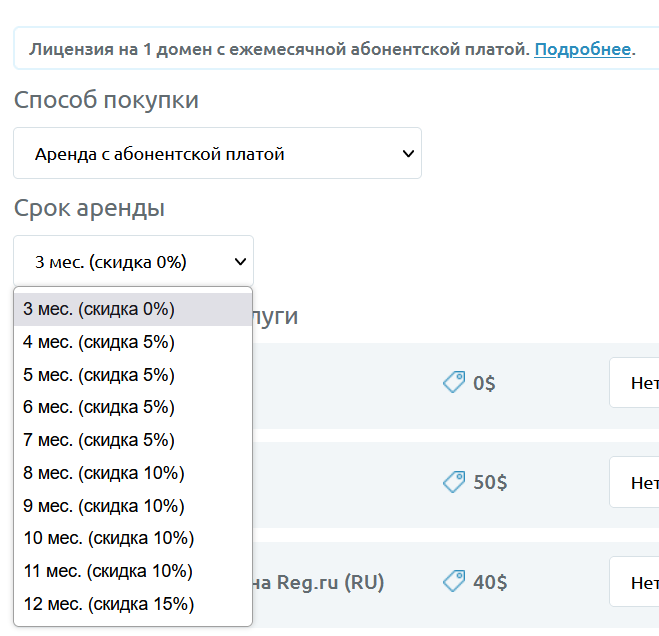 Лицензия на 1 домен с ежемесячной абонентской платой. Подробнее.
Способ покупки
Аренда с абонентской платой
Срок аренды
3 мес. (скидка 0%)
3 мес. (скидка 0%)
4 мес. (скидка 5%)
5 мес. (скидка 5%)
6 мес. (скидка 5%)
7 мес. (скидка 5%)
8 мес. (скидка 10%)
9 мес. (скидка 10%)
10 мес. (скидка 10%)
11 мес. (скидка 10%)
12 мес. (скидка 15%)
луги
0$ Нет
50$ Нет
на Reg.ru (RU) 40$ Нет